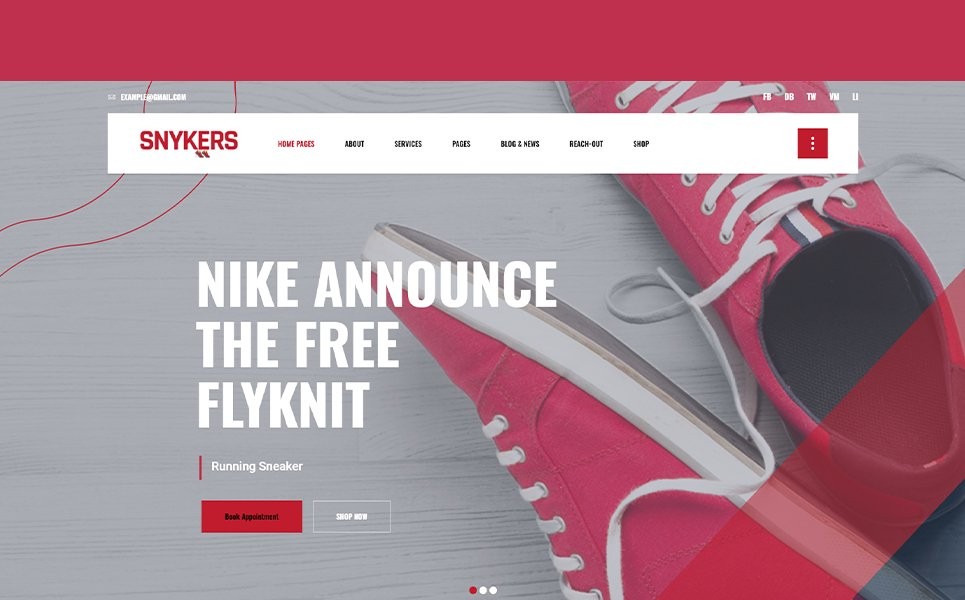 EXAMPLE@GMAIL.COM
FB DB TW VM LI
SNYKERS
HOME PAGES ABOUT SERVICES PAGES BLOG & NEWS REACH-OUT SHOP
NIKE ANNOUNCE
THE FREE
FLYKNIT
Running Sneaker
Book Appointment SHOP NOW